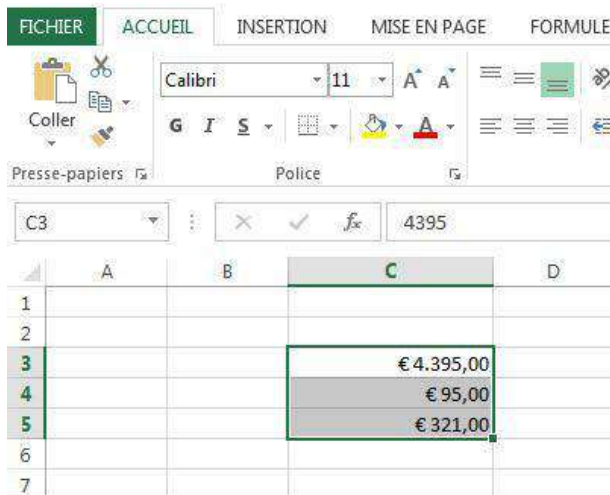 FICHIER ACCUEIL INSERTION MISE EN PAGE FORMULE
Calibri 11 A A
Coller
G I S A
Presse-papiers Police
C3 fx 4395
A B C D
1
2
3 € 4.395,00
4 € 95,00
5 € 321,00
6
7